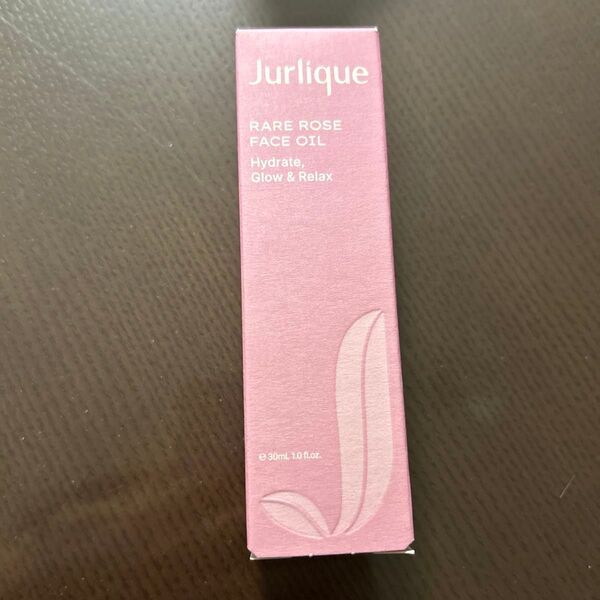 Jurlique
RARE ROSE
FACE OIL
Hydrate,
Glow & Relax
℮ 30mL 1.0 fl.oz.